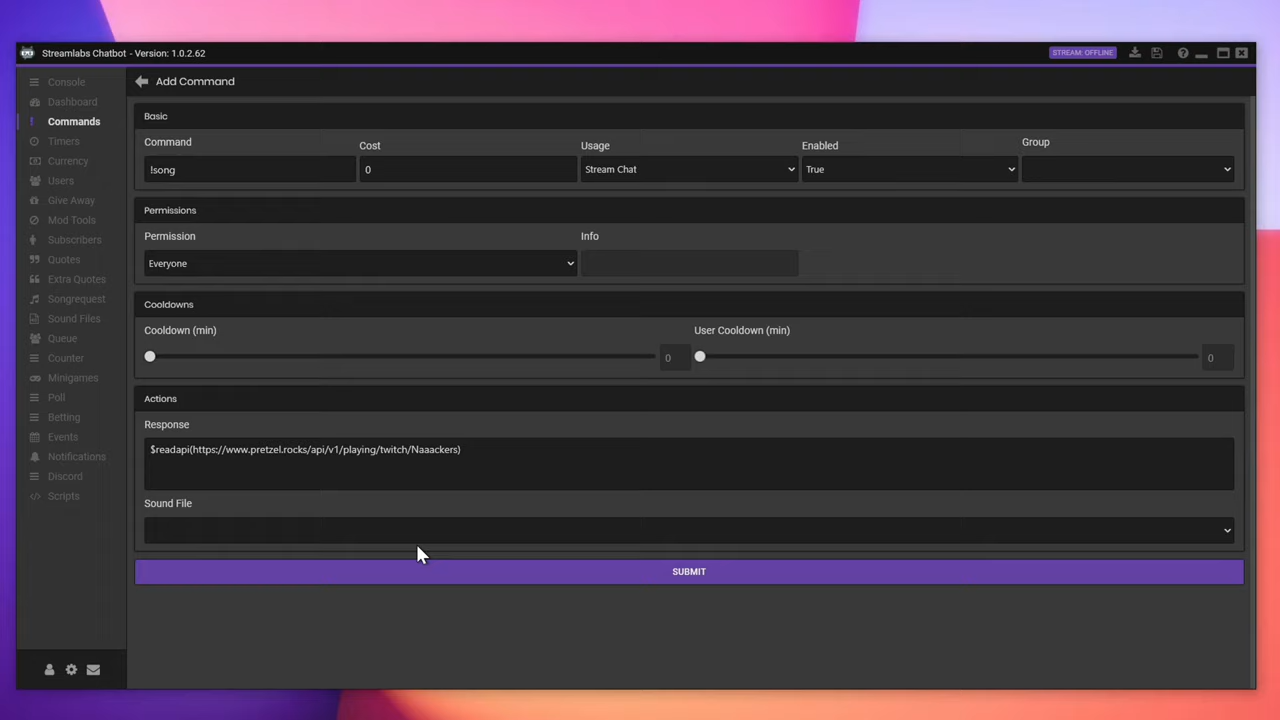 Streamlabs Chatbot - Version: 1.0.2.62
STREAM: OFFLINE
Console
Dashboard
Commands
Timers
Currency
Users
Give Away
Mod Tools
Subscribers
Quotes
Extra Quotes
Songrequest
Sound Files
Queue
Counter
Minigames
Poll
Betting
Events
Notifications
Discord
Scripts
Add Command
Basic
Command
Cost
Usage
Enabled
Group
!song
0
Stream Chat
True
Permissions
Permission
Info
Everyone
Cooldowns
Cooldown (min)
User Cooldown (min)
0
0
Actions
Response
$readapi(https://www.pretzel.rocks/api/v1/playing/twitch/Naaackers)
Sound File
SUBMIT